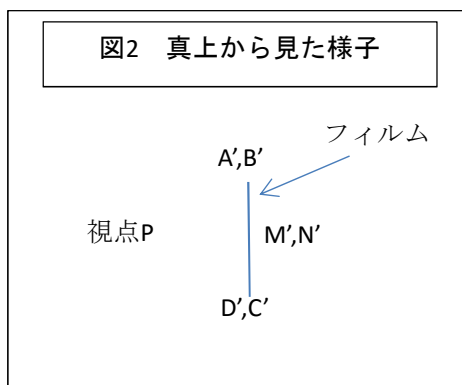 図2　真上から見た様子
フィルム
A',B'
視点P
M',N'
D',C'